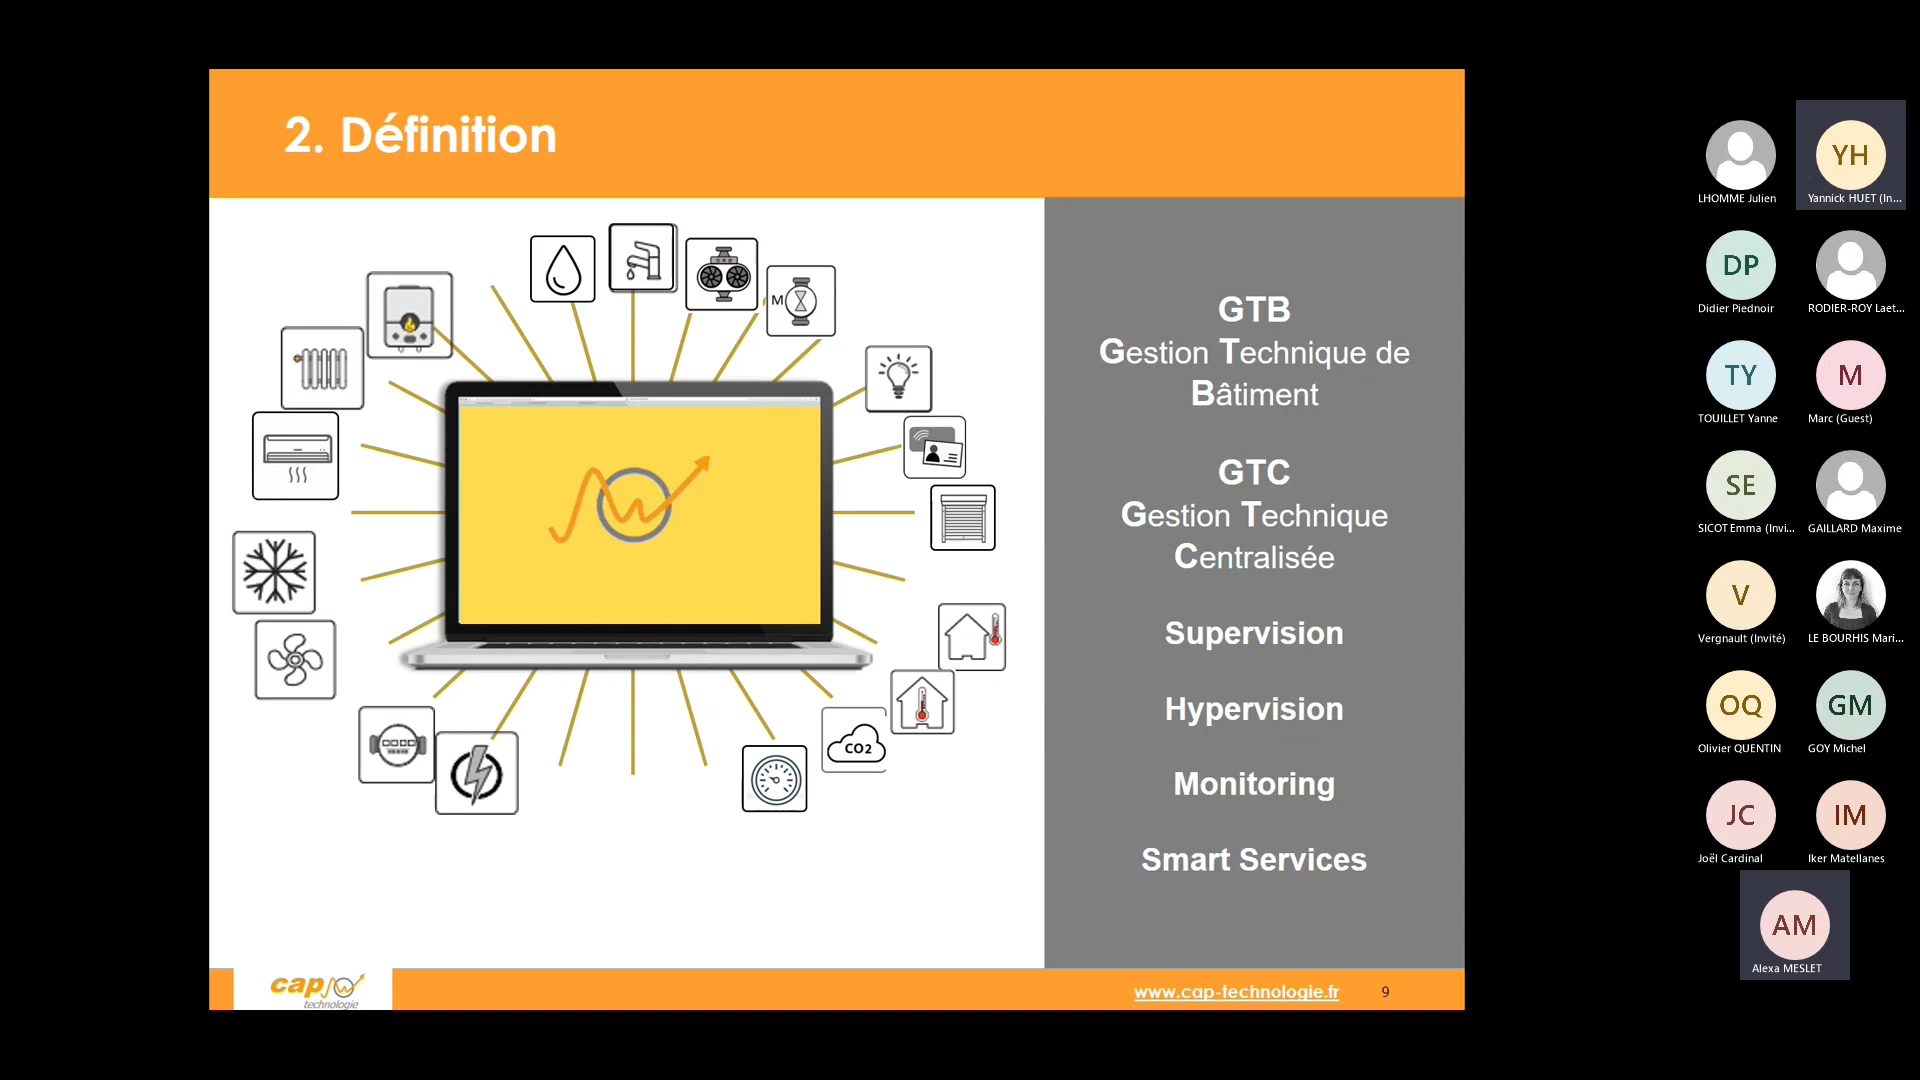 2. Définition
M
CO2
GTB
Gestion Technique de
Bâtiment
GTC
Gestion Technique
Centralisée
Supervision
Hypervision
Monitoring
Smart Services
cap
technologie
www.cap-technologie.fr
9
LHOMME Julien
YH
Yannick HUET (In...
DP
Didier Piednoir
RODIER-ROY Laet...
TY
TOUILLET Yanne
M
Marc (Guest)
SE
SICOT Emma (Invi...
GAILLARD Maxime
V
Vergnault (Invité)
LE BOURHIS Mari...
OQ
Olivier QUENTIN
GM
GOY Michel
JC
Joël Cardinal
IM
Iker Matellanes
AM
Alexa MESLET